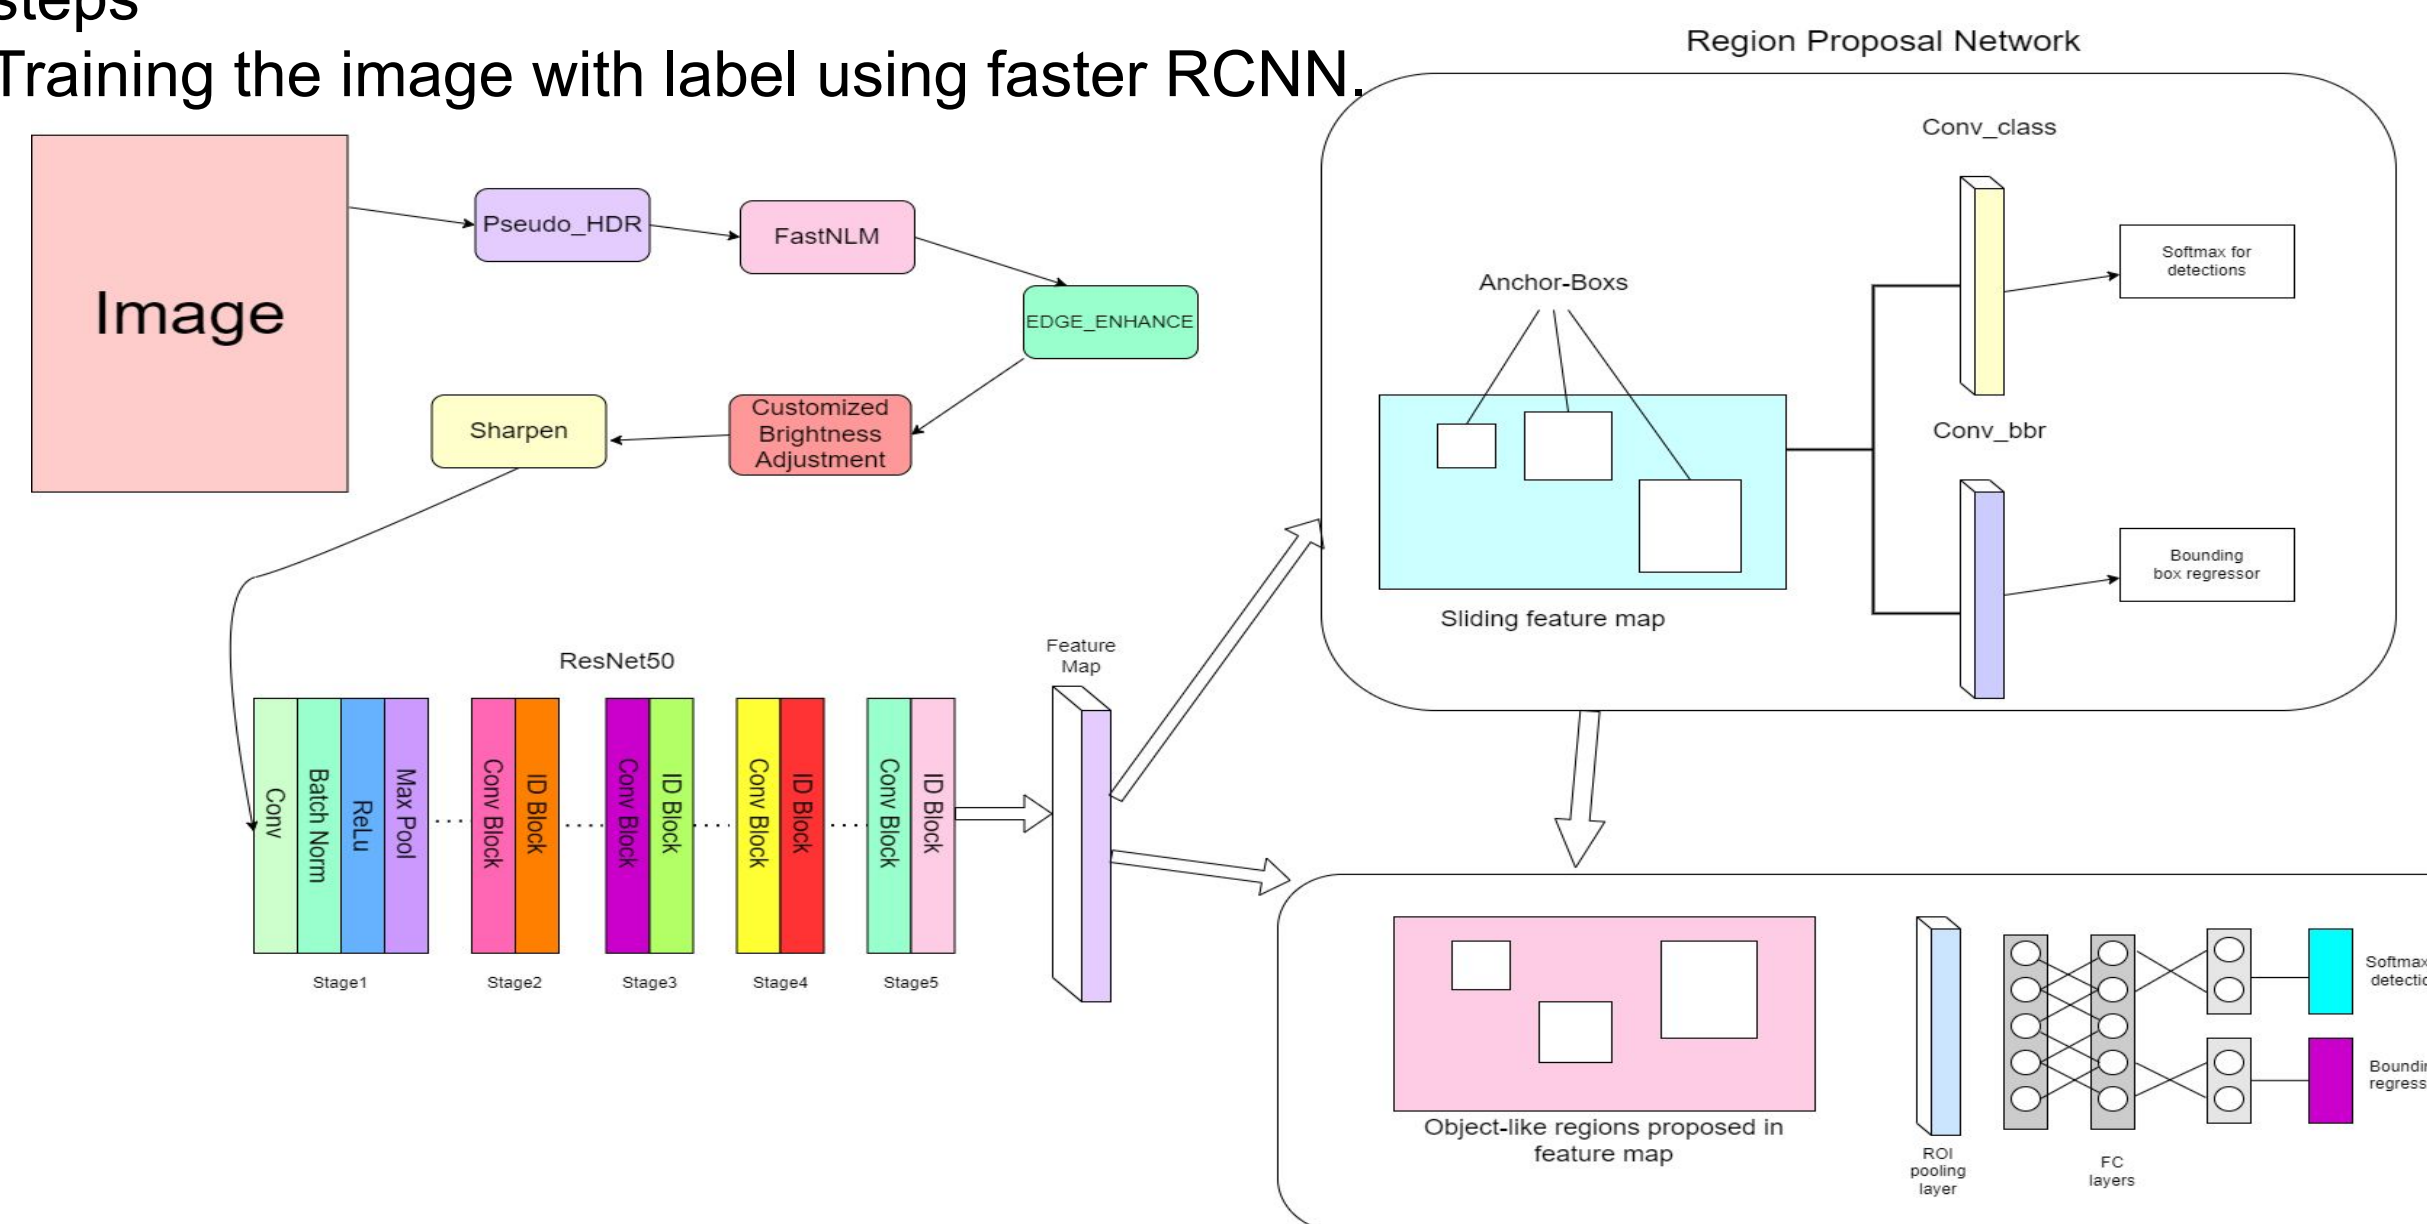 steps
Training the image with label using faster RCNN.
Region Proposal Network
Image
Pseudo_HDR
FastNLM
EDGE_ENHANCE
Customized
Brightness
Adjustment
Sharpen
Conv_class
Softmax for
detections
Anchor-Boxs
Conv_bbr
Bounding
box regressor
Sliding feature map
ResNet50
Feature
Map
Conv
Batch Norm
ReLu
Max Pool
Conv Block
ID Block
Conv Block
ID Block
Conv Block
ID Block
Conv Block
ID Block
Stage1
Stage2
Stage3
Stage4
Stage5
Object-like regions proposed in
feature map
ROI
pooling
layer
FC
layers
Softmax